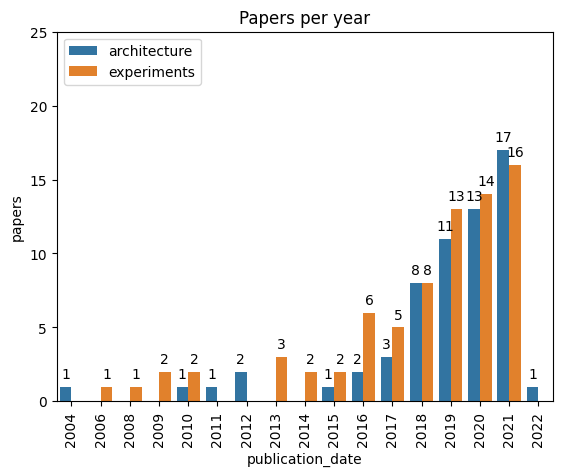 Papers per year
architecture
experiments
25
20
15
10
5
0
papers
1 1 1 2 1 2 1 2 3 2 1 2 2 6 3 5 8 8 11 13 13 14 17 16 1
2004 2006 2008 2009 2010 2011 2012 2013 2014 2015 2016 2017 2018 2019 2020 2021 2022
publication_date